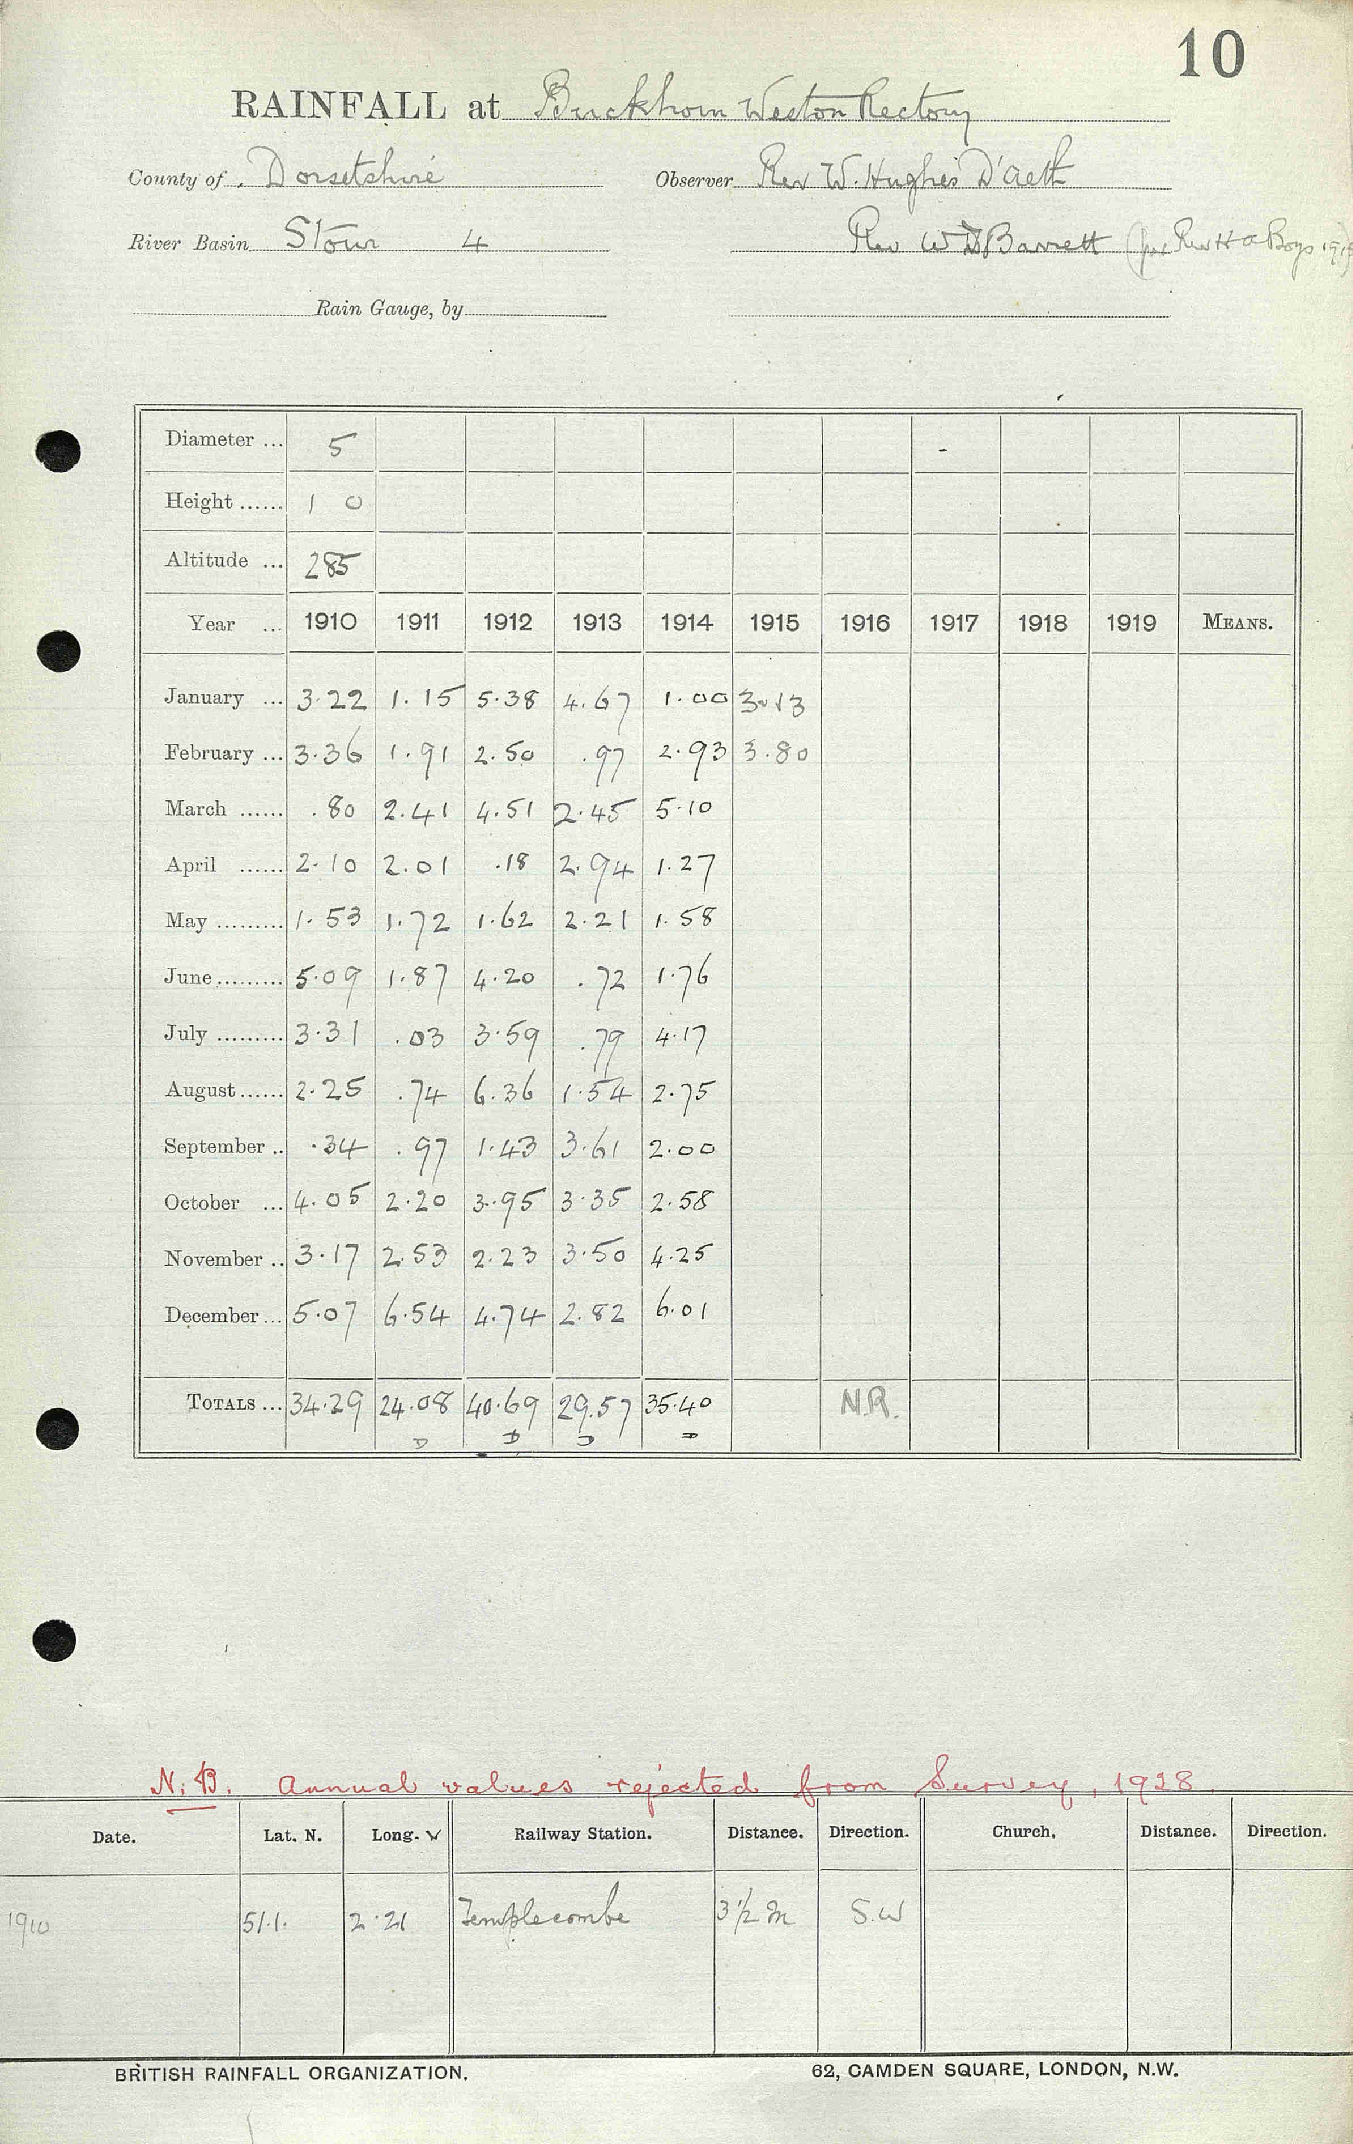 10
RAINFALL at Buckhorn Weston Rectory
County of Dorsetshire Observer Rev W. Hughes D'aeth
River Basin Stour 4 Rev W D Barrett (per Rev H a Boys 1915)
Rain Gauge, by
Diameter ... 5
Height ...... 1 0
Altitude ... 285
Year ... 1910 1911 1912 1913 1914 1915 1916 1917 1918 1919 MEANS.
January ... 3.22 1.15 5.38 4.67 1.00 3.13
February ... 3.36 1.91 2.50 .97 2.93 3.80
March ...... .80 2.41 4.51 2.45 5.10
April ...... 2.10 2.01 .18 2.94 1.27
May ......... 1.53 1.72 1.62 2.21 1.58
June ......... 5.09 1.87 4.20 .72 1.76
July ......... 3.31 .03 3.59 .79 4.17
August ...... 2.25 .74 6.36 1.54 2.75
September .. .34 .97 1.43 3.61 2.00
October ... 4.05 2.20 3.95 3.35 2.58
November .. 3.17 2.53 2.23 3.50 4.25
December ... 5.07 6.54 4.74 2.82 6.01
TOTALS ... 34.29 24.08 40.69 29.57 35.40 N.R.
D D D D
N.B. Annual values rejected from Survey, 1928.
Date. Lat. N. Long. W Railway Station. Distance. Direction. Church. Distance. Direction.
1910 51.1. 2.21 Templecombe 3½ m S.W
BRITISH RAINFALL ORGANIZATION. 62, CAMDEN SQUARE, LONDON, N.W.